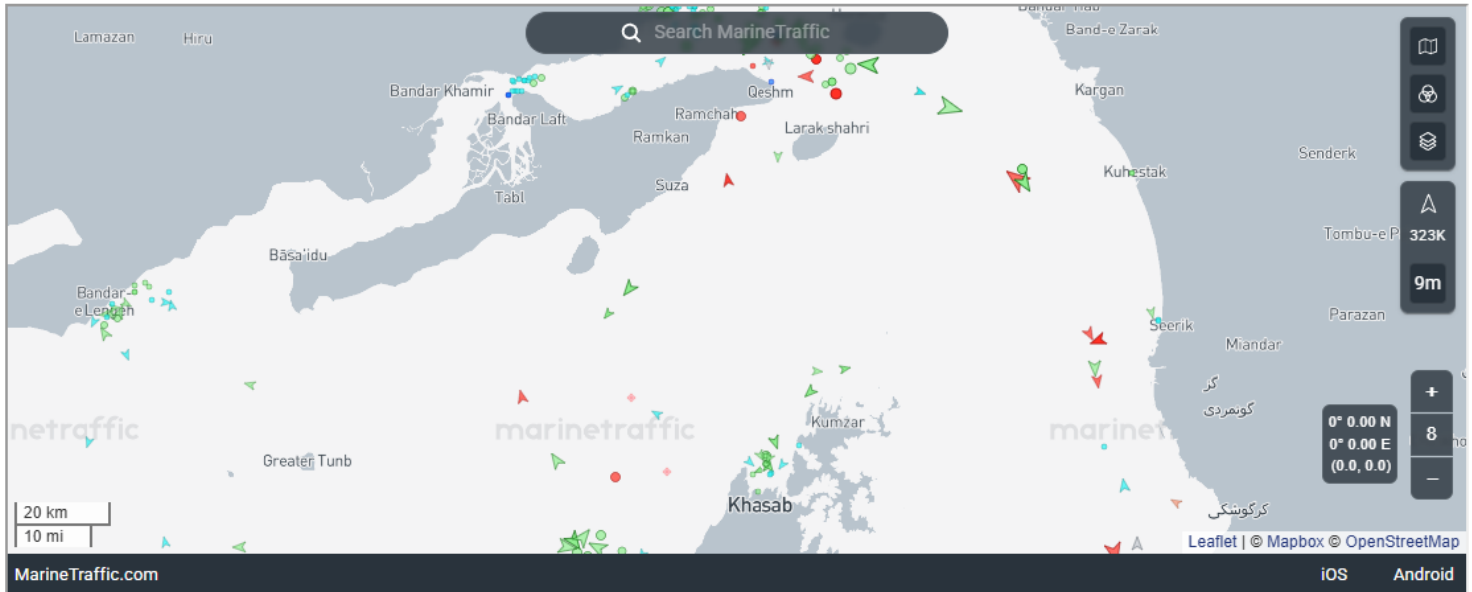 Lamazan
Hiru
Search MarineTraffic
Band-e Zarak
Bandar Khamir
Qeshm
Kargan
Bandar Laft
Ramchah
Larak shahri
Ramkan
Senderk
Suza
Kuhestak
Tabl
Tombu-e P
323K
Bāsa'idu
9m
Bandar-
e Lengeh
Seerik
Parazan
Miandar
گز
گونمردی
netraffic
marinetraffic
marinet
Kumzar
0° 0.00 N
0° 0.00 E
(0.0, 0.0)
+
8
−
Greater Tunb
Khasab
کرگوشکی
20 km
10 mi
Leaflet | © Mapbox © OpenStreetMap
MarineTraffic.com
iOS
Android